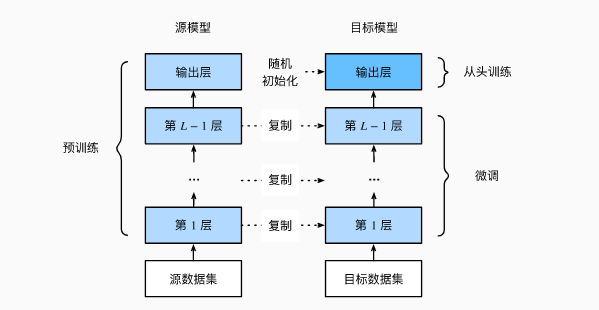 源模型
目标模型
输出层
随机
初始化
输出层
从头训练
第 L − 1 层
复制
第 L − 1 层
预训练
...
复制
...
微调
第 1 层
复制
第 1 层
源数据集
目标数据集